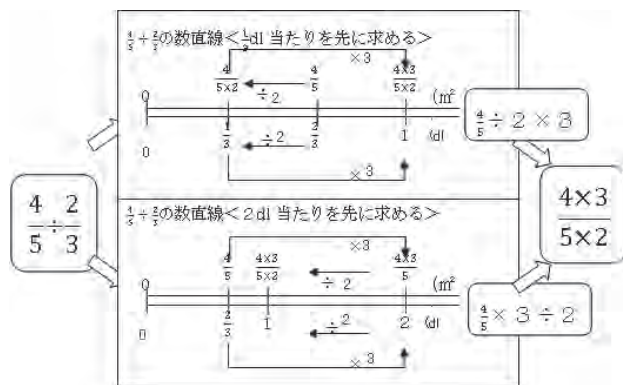 4/5÷2/3の数直線<1/3dl当たりを先に求める>
×3
4/5×2 4/5 4×3/5×2
÷2
0 (m²
1/3 2/3 1 (dl
÷2
0
×3
4/5÷2×3
4/5÷2/3
4×3/5×2
4/5÷2/3の数直線<2dl当たりを先に求める>
×3
4/5 4×3/5×2 4×3/5
÷2
0 (m²
2/3 1 2 (dl
÷2
0
×3
4/5×3÷2